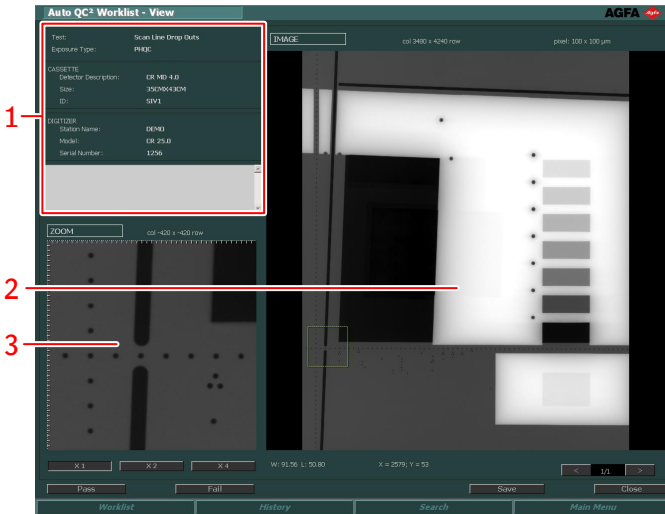 Auto QC² Worklist - View
AGFA
Test: Scan Line Drop Outs
Exposure Type: PHQC
CASSETTE
Detector Description: CR MD 4.0
Size: 35CMX43CM
ID: SIV1
DIGITIZER
Station Name: DEMO
Model: CR 25.0
Serial Number: 1256
1
IMAGE
col 3480 x 4240 row
pixel: 100 x 100 µm
ZOOM
col -420 x -420 row
2
3
X 1
X 2
X 4
W: 91.56 L: 50.80
X = 2579; Y = 53
<
1/1
>
Pass
Fail
Save
Close
Worklist
History
Search
Main Menu